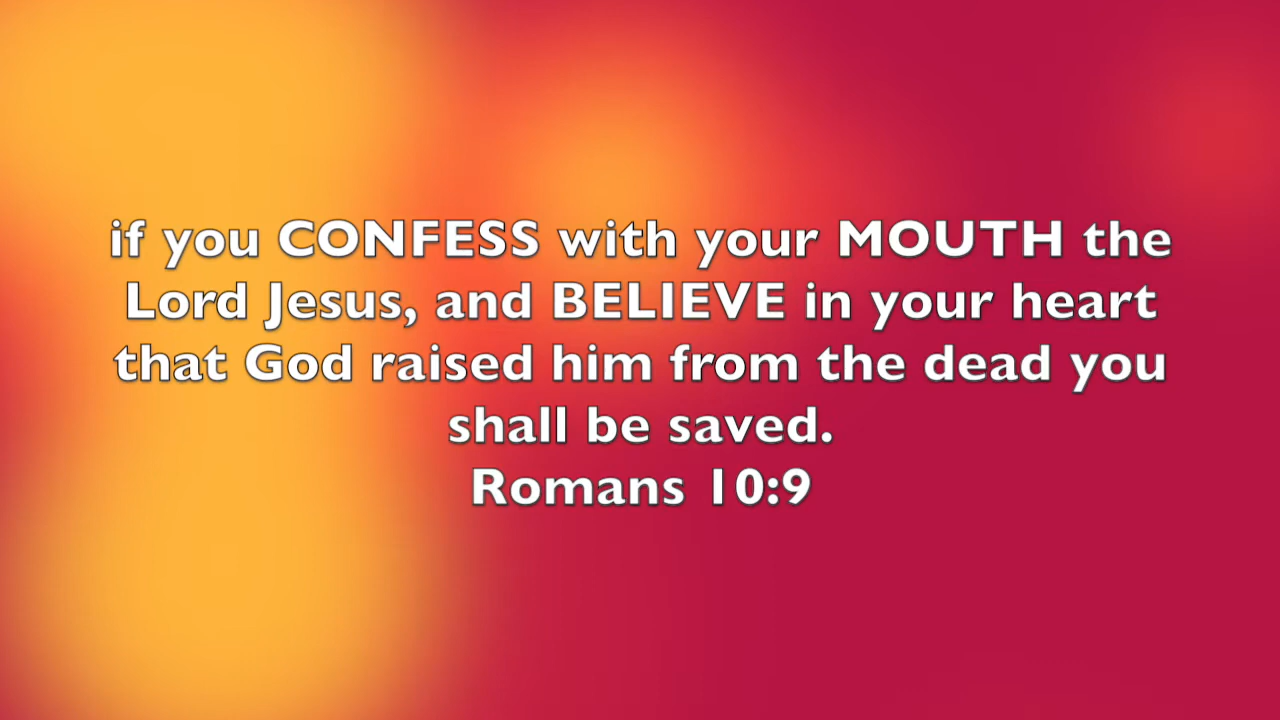 if you CONFESS with your MOUTH the
Lord Jesus, and BELIEVE in your heart
that God raised him from the dead you
shall be saved.
Romans 10:9